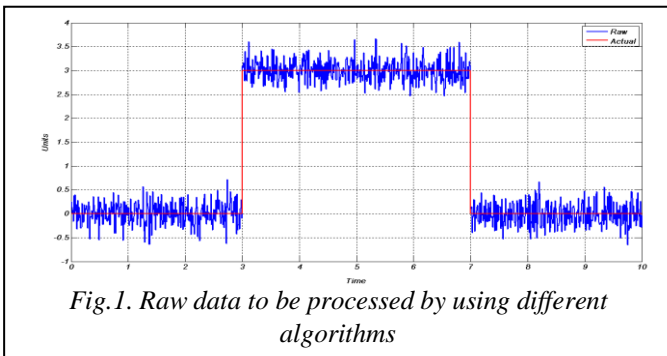 4
3.5
3
2.5
2
1.5
1
0.5
0
-0.5
-1
Units
Raw
Actual
0 1 2 3 4 5 6 7 8 9 10
Time
Fig.1. Raw data to be processed by using different
algorithms